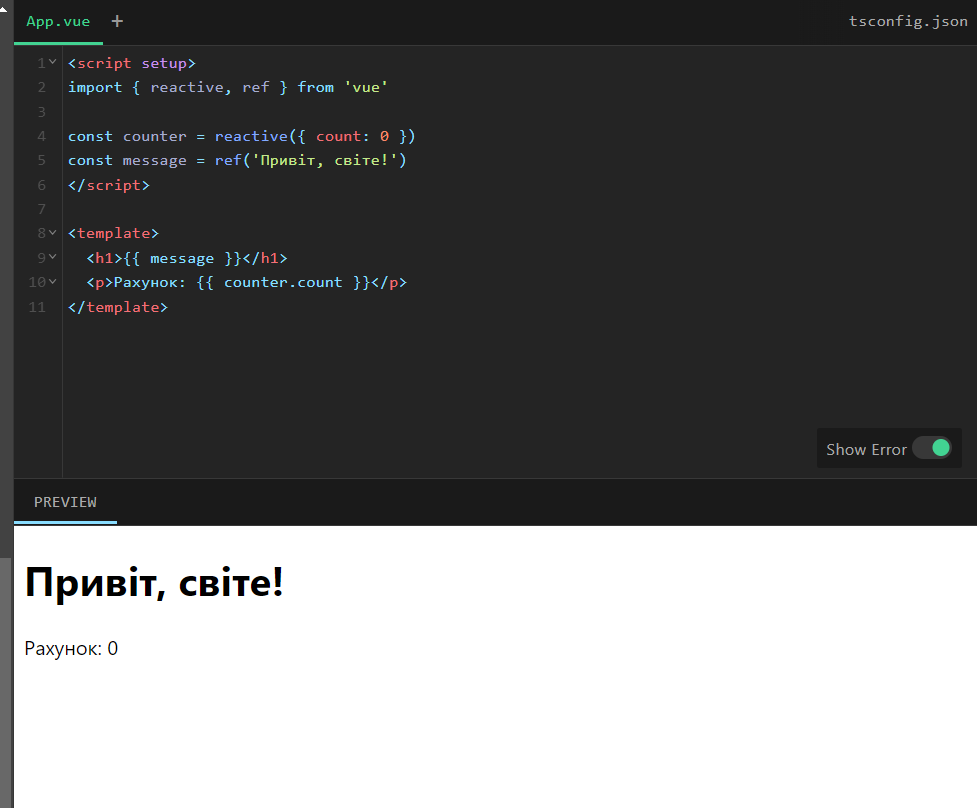 App.vue + tsconfig.json
1 <script setup>
2 import { reactive, ref } from 'vue'
3
4 const counter = reactive({ count: 0 })
5 const message = ref('Привіт, світе!')
6 </script>
7
8 <template>
9   <h1>{{ message }}</h1>
10   <p>Рахунок: {{ counter.count }}</p>
11 </template>
Show Error
PREVIEW
Привіт, світе!
Рахунок: 0